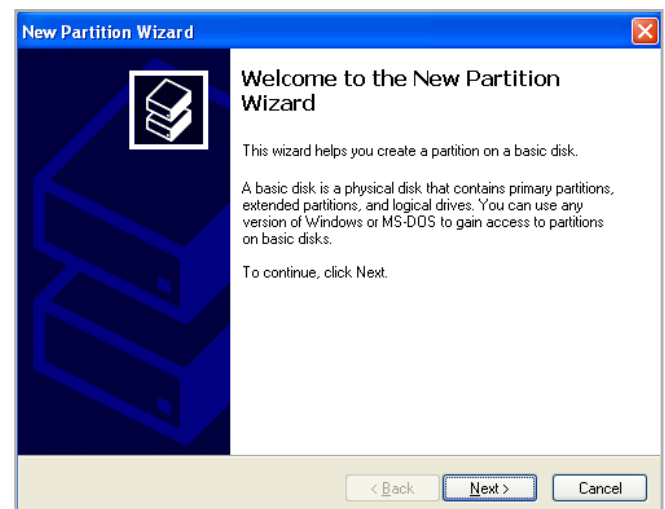 New Partition Wizard
Welcome to the New Partition
Wizard
This wizard helps you create a partition on a basic disk.
A basic disk is a physical disk that contains primary partitions,
extended partitions, and logical drives. You can use any
version of Windows or MS-DOS to gain access to partitions
on basic disks.
To continue, click Next.
< Back
Next >
Cancel